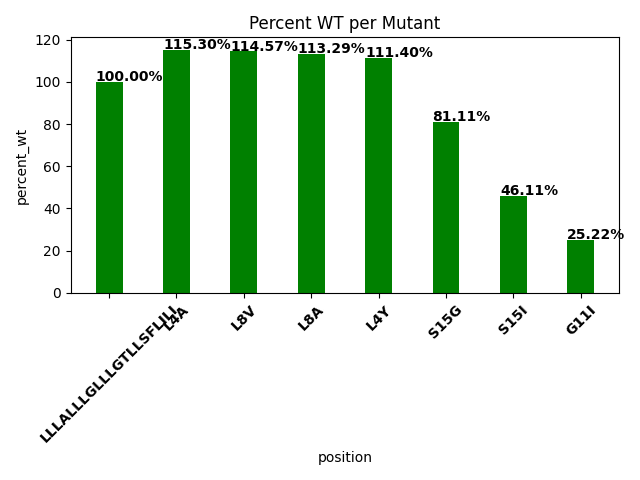 Percent WT per Mutant
120
100
80
60
40
20
0
percent_wt
100.00%
115.30%
114.57%
113.29%
111.40%
81.11%
46.11%
25.22%
LLLALLLGLLLGTLLSFLILI
L4A
L8V
L8A
L4Y
S15G
S15I
G11I
position